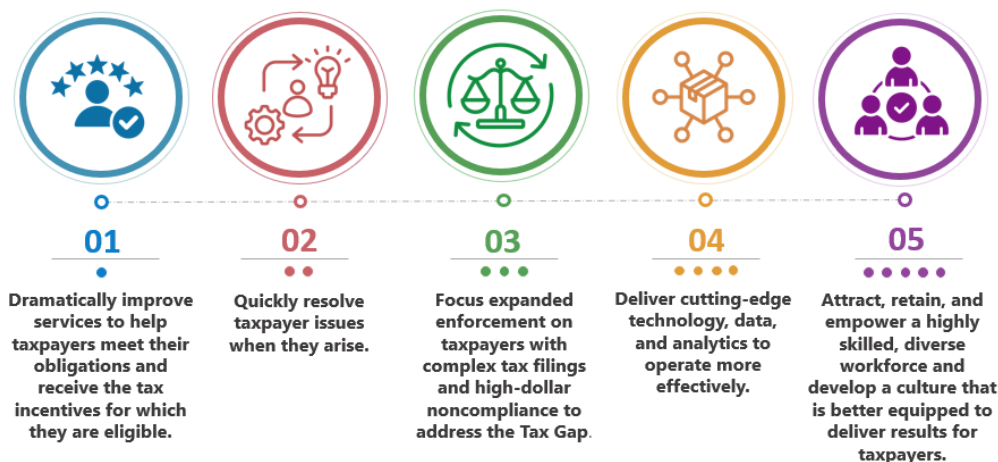 01
Dramatically improve
services to help
taxpayers meet their
obligations and
receive the tax
incentives for which
they are eligible.
02
Quickly resolve
taxpayer issues
when they arise.
03
Focus expanded
enforcement on
taxpayers with
complex tax filings
and high-dollar
noncompliance to
address the Tax Gap.
04
Deliver cutting-edge
technology, data,
and analytics to
operate more
effectively.
05
Attract, retain, and
empower a highly
skilled, diverse
workforce and
develop a culture that
is better equipped to
deliver results for
taxpayers.